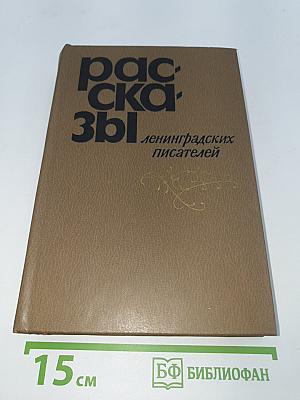 рас-
ска-
зы
ленинградских
писателей
15 см
БФ БИБЛИОФАН